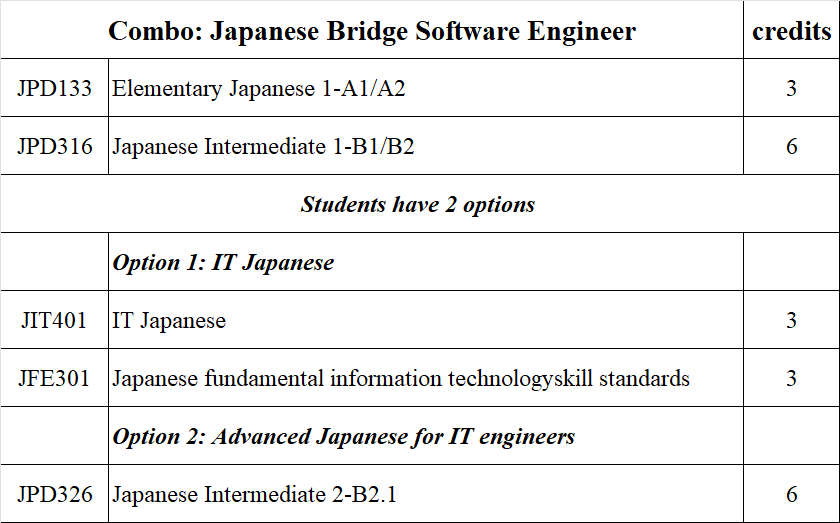 Combo: Japanese Bridge Software Engineer credits
JPD133 Elementary Japanese 1-A1/A2 3
JPD316 Japanese Intermediate 1-B1/B2 6
Students have 2 options
Option 1: IT Japanese
JIT401 IT Japanese 3
JFE301 Japanese fundamental information technologyskill standards 3
Option 2: Advanced Japanese for IT engineers
JPD326 Japanese Intermediate 2-B2.1 6